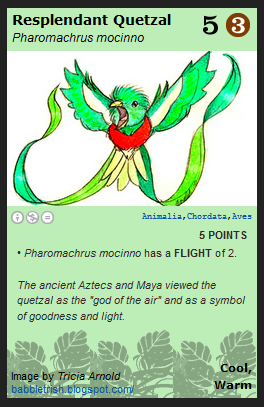 Resplendant Quetzal
5 3
Pharomachrus mocinno
Animalia,Chordata,Aves
5 POINTS
• Pharomachrus mocinno has a FLIGHT of 2.
The ancient Aztecs and Maya viewed the
quetzal as the "god of the air" and as a symbol
of goodness and light.
Cool,
Warm
Image by Tricia Arnold
babbletrish.blogspot.com/